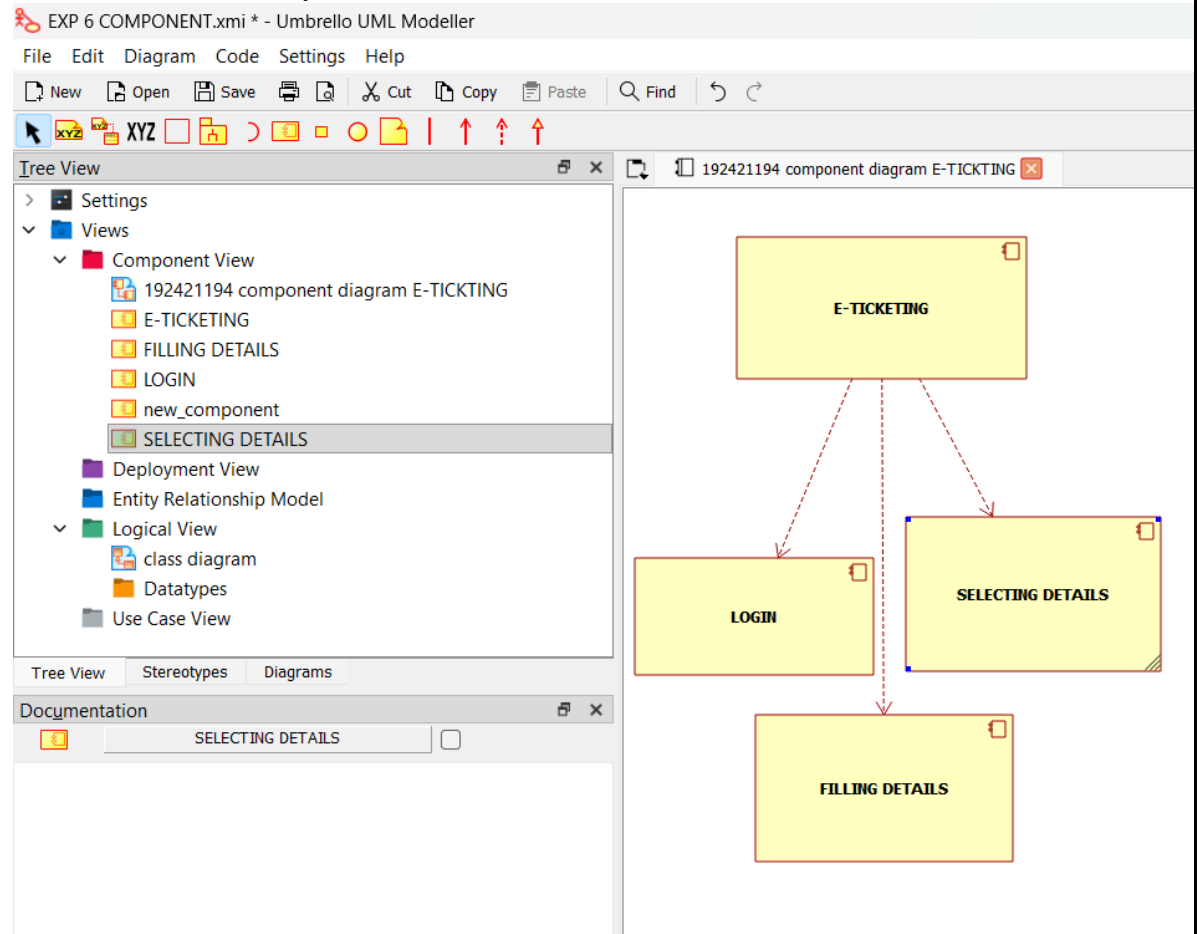 EXP 6 COMPONENT.xmi * - Umbrello UML Modeller
File Edit Diagram Code Settings Help
New Open Save Cut Copy Paste Find
XYZ XYZ XYZ
Tree View
192421194 component diagram E-TICKTING
Settings
Views
Component View
192421194 component diagram E-TICKTING
E-TICKETING
FILLING DETAILS
LOGIN
new_component
SELECTING DETAILS
Deployment View
Entity Relationship Model
Logical View
class diagram
Datatypes
Use Case View
Tree View Stereotypes Diagrams
Documentation
SELECTING DETAILS
E-TICKETING
LOGIN
SELECTING DETAILS
FILLING DETAILS